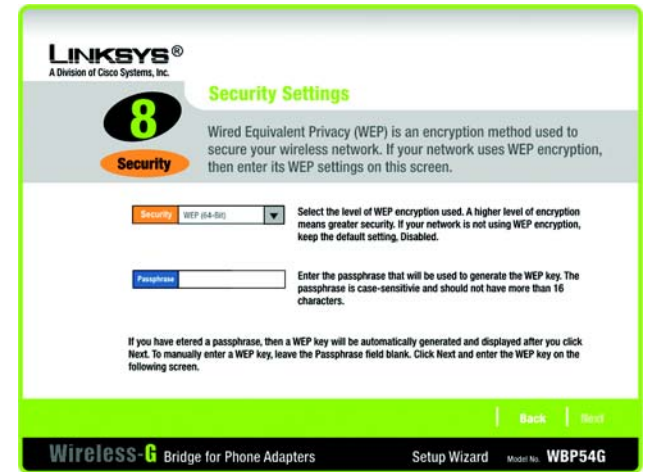 LINKSYS®
A Division of Cisco Systems, Inc.
Security Settings
8
Security
Wired Equivalent Privacy (WEP) is an encryption method used to
secure your wireless network. If your network uses WEP encryption,
then enter its WEP settings on this screen.
Security WEP (64-Bit)
Select the level of WEP encryption used. A higher level of encryption
means greater security. If your network is not using WEP encryption,
keep the default setting, Disabled.
Passphrase
Enter the passphrase that will be used to generate the WEP key. The
passphrase is case-sensitivie and should not have more than 16
characters.
If you have etered a passphrase, then a WEP key will be automatically generated and displayed after you click
Next. To manually enter a WEP key, leave the Passphrase field blank. Click Next and enter the WEP key on the
following screen.
Back Next
Wireless-G Bridge for Phone Adapters Setup Wizard Model No. WBP54G